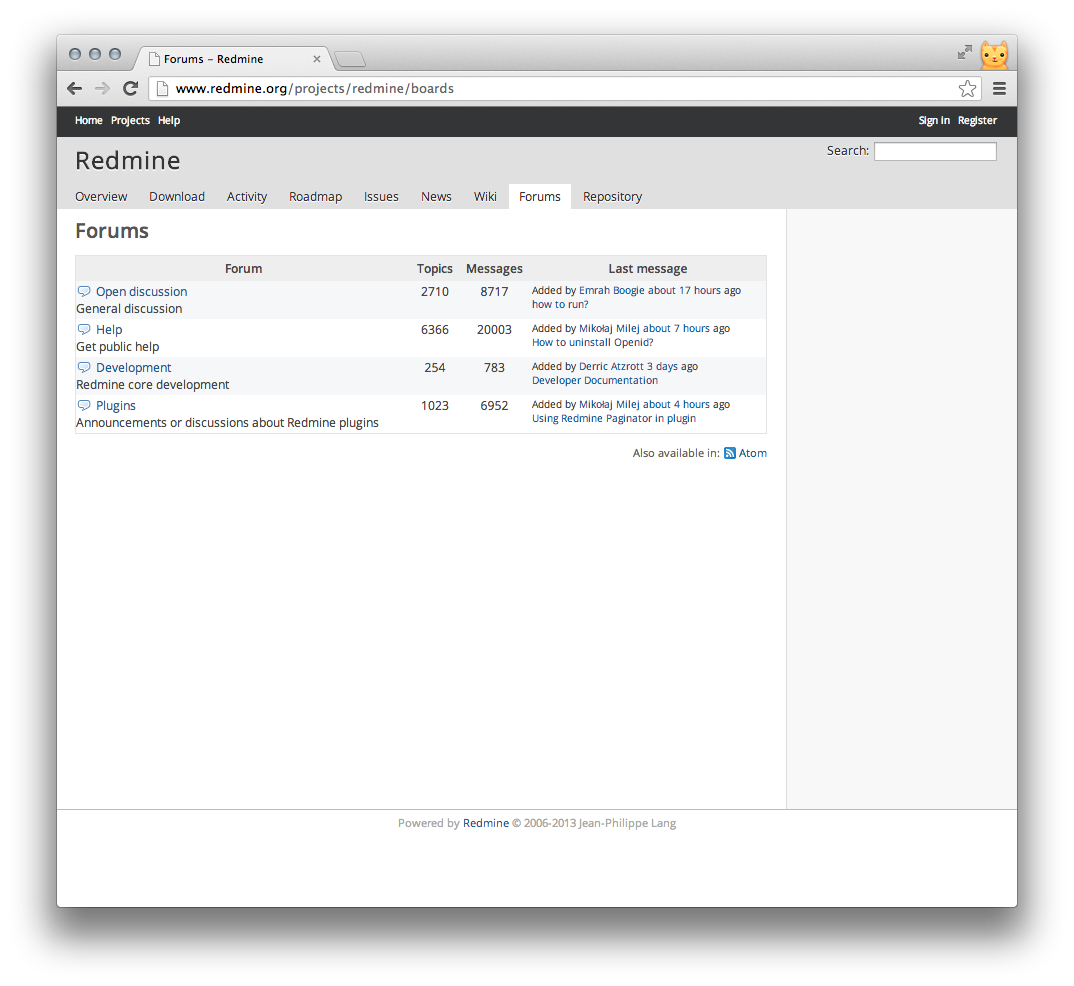 Forums – Redmine
www.redmine.org/projects/redmine/boards
Home Projects Help Sign in Register
Redmine Search:
Overview Download Activity Roadmap Issues News Wiki Forums Repository
Forums
Forum Topics Messages Last message
Open discussion 2710 8717 Added by Emrah Boogie about 17 hours ago
General discussion how to run?
Help 6366 20003 Added by Mikołaj Milej about 7 hours ago
Get public help How to uninstall Openid?
Development 254 783 Added by Derric Atzrott 3 days ago
Redmine core development Developer Documentation
Plugins 1023 6952 Added by Mikołaj Milej about 4 hours ago
Announcements or discussions about Redmine plugins Using Redmine Paginator in plugin
Also available in: Atom
Powered by Redmine © 2006-2013 Jean-Philippe Lang